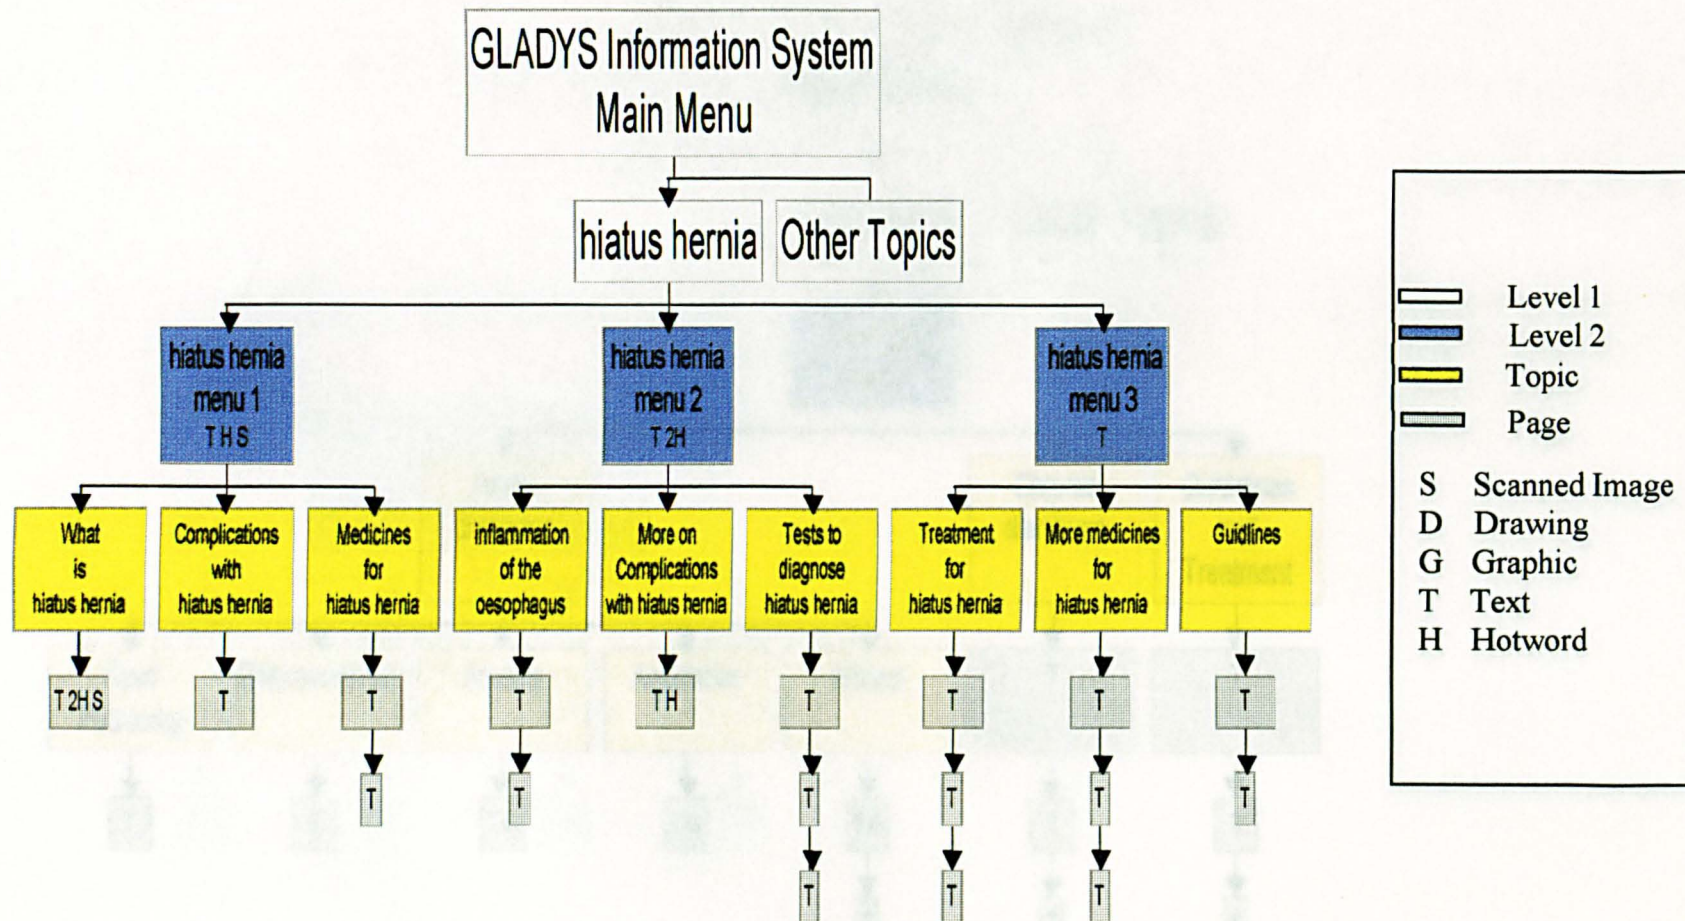 GLADYS Information System
Main Menu
hiatus hernia
Other Topics
hiatus hernia
menu 1
T H S
hiatus hernia
menu 2
T 2H
hiatus hernia
menu 3
T
What
is
hiatus hernia
Complications
with
hiatus hernia
Medicines
for
hiatus hernia
Inflammation
of the
oesophagus
More on
Complications
with hiatus hernia
Tests to
diagnose
hiatus hernia
Treatment
for
hiatus hernia
More medicines
for
hiatus hernia
Guidlines
T 2H S
T
T
T
T H
T
T
T
T
T
T
T
T
T
T
T
T
T
Level 1
Level 2
Topic
Page
S Scanned Image
D Drawing
G Graphic
T Text
H Hotword